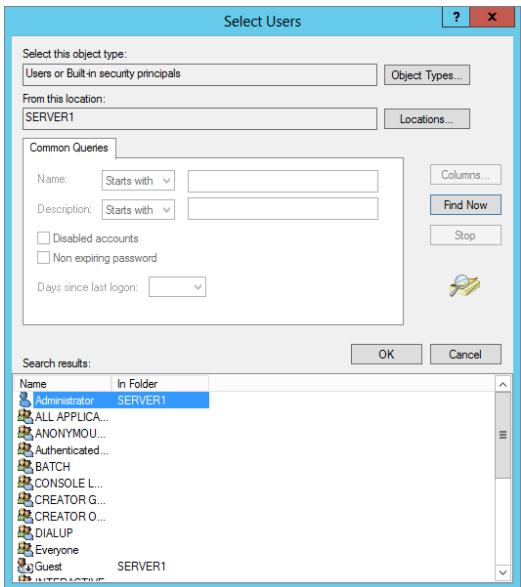 Select Users
? x
Select this object type:
Users or Built-in security principals
Object Types...
From this location:
SERVER1
Locations...
Common Queries
Name: Starts with
Columns...
Description: Starts with
Find Now
Disabled accounts
Stop
Non expiring password
Days since last logon:
OK Cancel
Search results:
Name In Folder
Administrator SERVER1
ALL APPLICA...
ANONYMOU...
Authenticated...
BATCH
CONSOLE L...
CREATOR G...
CREATOR O...
DIALUP
Everyone
Guest SERVER1
INTERACTIVE